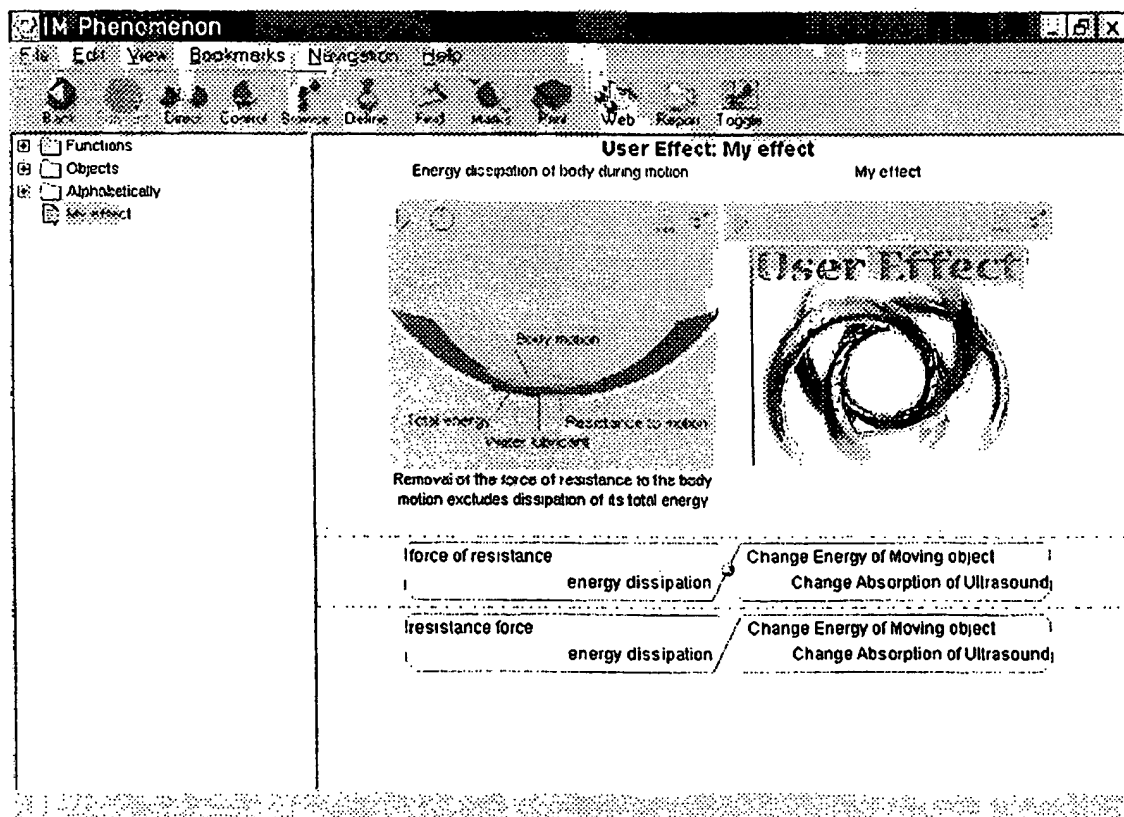 IM Phenomenon
File Edit View Bookmarks Navigation Help
Back Direct Control Browse Define Find Marks Print Web Report Toggle
Functions
Objects
Alphabetically
My effect
User Effect: My effect
Energy dissipation of body during motion
My effect
User Effect
Body motion
Total energy
Resistance to motion
Water lubricant
Removal of the force of resistance to the body
motion excludes dissipation of its total energy
force of resistance
energy dissipation
Change Energy of Moving object
Change Absorption of Ultrasound
resistance force
energy dissipation
Change Energy of Moving object
Change Absorption of Ultrasound